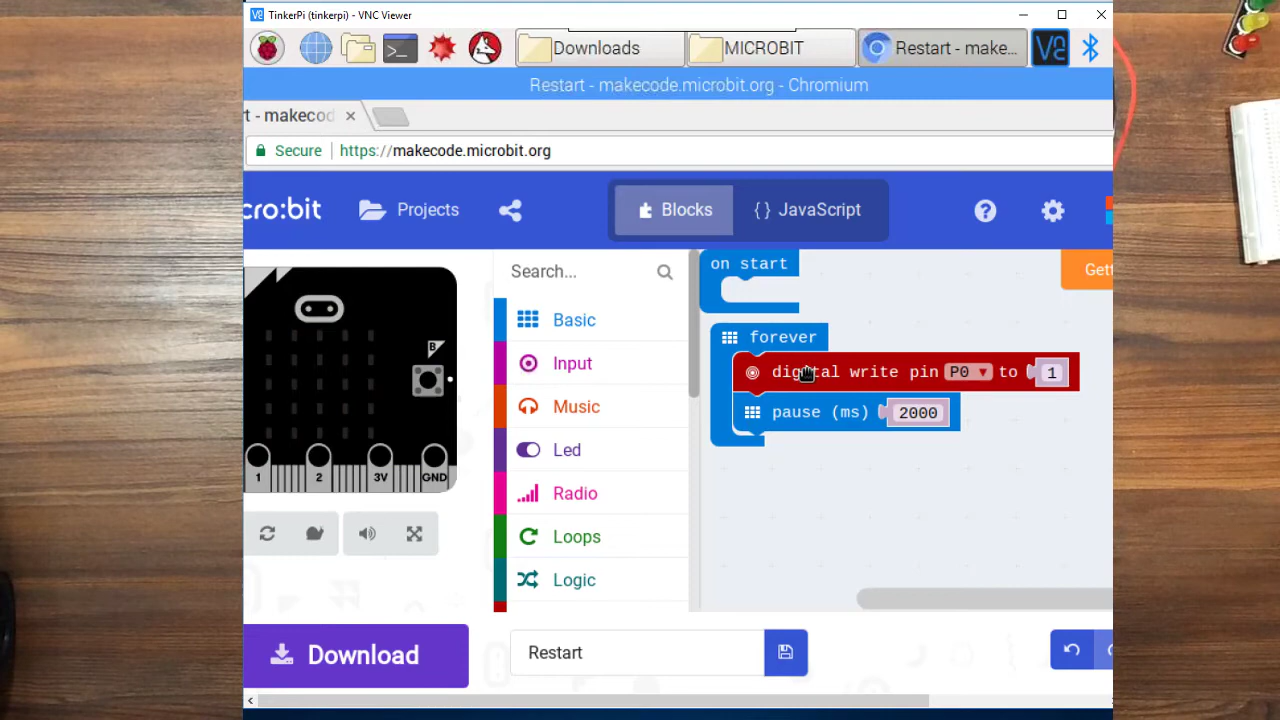 TinkerPi (tinkerpi) - VNC Viewer
Downloads
MICROBIT
Restart - make...
Restart - makecode.microbit.org - Chromium
t - makecod
Secure
https://makecode.microbit.org
cro:bit
Projects
Blocks
{} JavaScript
Search...
Basic
Input
Music
Led
Radio
Loops
Logic
on start
Gett
forever
digital write pin P0 to 1
pause (ms) 2000
B
1 2 3V GND
Download
Restart